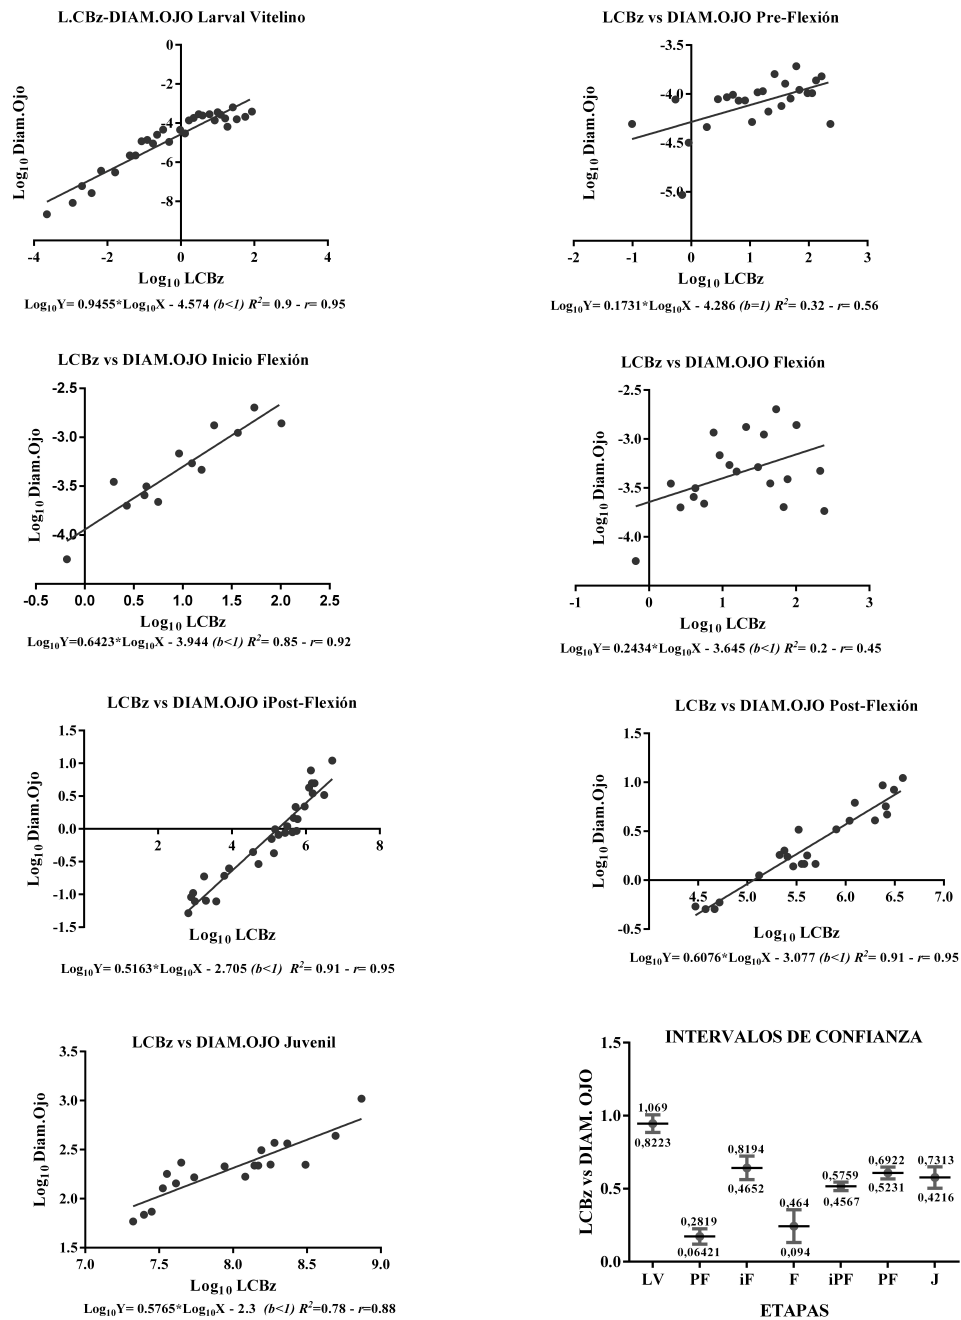 L.CBz-DIAM.OJO Larval Vitelino
0
-2
-4
-6
-8
-4
-2
0
2
4
Log10 Diam.Ojo
Log10 LCBz
Log10Y= 0.9455*Log10X - 4.574 (b<1) R2= 0.9 - r= 0.95
LCBz vs DIAM.OJO Pre-Flexión
-3.5
-4.0
-4.5
-5.0
-2
-1
0
1
2
3
Log10 Diam.Ojo
Log10 LCBz
Log10Y= 0.1731*Log10X - 4.286 (b=1) R2= 0.32 - r= 0.56
LCBz vs DIAM.OJO Inicio Flexión
-2.5
-3.0
-3.5
-4.0
-0.5
0.0
0.5
1.0
1.5
2.0
2.5
Log10 Diam.Ojo
Log10 LCBz
Log10Y=0.6423*Log10X - 3.944 (b<1) R2= 0.85 - r= 0.92
LCBz vs DIAM.OJO Flexión
-2.5
-3.0
-3.5
-4.0
-1
0
1
2
3
Log10 Diam.Ojo
Log10 LCBz
Log10Y= 0.2434*Log10X - 3.645 (b<1) R2= 0.2 - r= 0.45
LCBz vs DIAM.OJO iPost-Flexión
1.5
1.0
0.5
0.0
-0.5
-1.0
-1.5
2
4
6
8
Log10 Diam.Ojo
Log10 LCBz
Log10Y= 0.5163*Log10X - 2.705 (b<1) R2= 0.91 - r= 0.95
LCBz vs DIAM.OJO Post-Flexión
1.5
1.0
0.5
0.0
-0.5
4.5
5.0
5.5
6.0
6.5
7.0
Log10 Diam.Ojo
Log10 LCBz
Log10Y= 0.6076*Log10X - 3.077 (b<1) R2= 0.91 - r= 0.95
LCBz vs DIAM.OJO Juvenil
3.5
3.0
2.5
2.0
1.5
7.0
7.5
8.0
8.5
9.0
Log10 Diam.Ojo
Log10 LCBz
Log10Y= 0.5765*Log10X - 2.3 (b<1) R2=0.78 - r=0.88
INTERVALOS DE CONFIANZA
1.5
1.0
0.5
0.0
LCBz vs DIAM. OJO
1,069
0,8223
0,2819
0,06421
0,8194
0,4652
0,464
0,094
0,5759
0,4567
0,6922
0,5231
0,7313
0,4216
LV
PF
iF
F
iPF
PF
J
ETAPAS